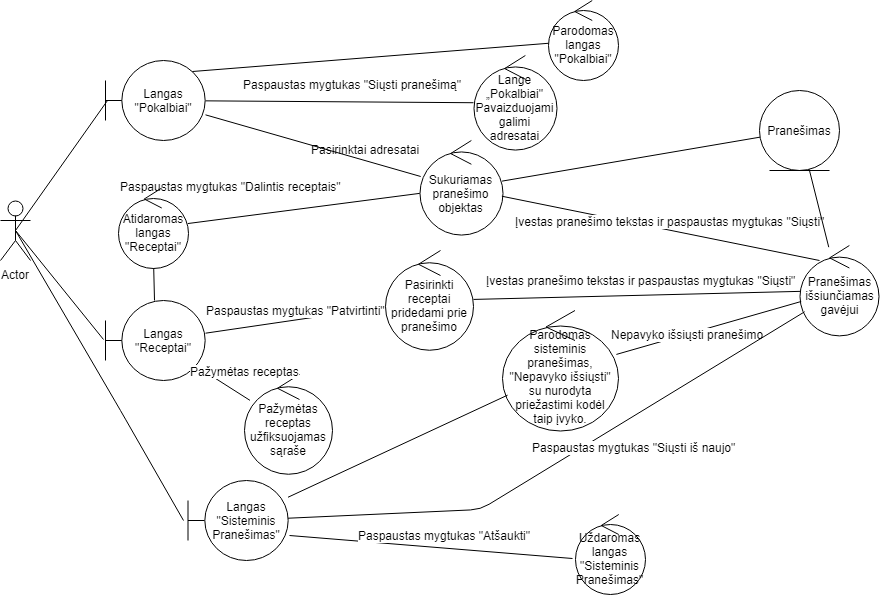 Parodomas
langas
"Pokalbiai"
Langas
"Pokalbiai"
Paspaustas mygtukas "Siųsti pranešimą"
Lange
„Pokalbiai"
Pavaizduojami
galimi
adresatai
Pranešimas
Pasirinktai adresatai
Paspaustas mygtukas "Dalintis receptais"
Sukuriamas
pranešimo
objektas
Atidaromas
langas
"Receptai"
Įvestas pranešimo tekstas ir paspaustas mygtukas "Siųsti"
Actor
Pasirinkti
receptai
pridedami prie
pranešimo
Įvestas pranešimo tekstas ir paspaustas mygtukas "Siųsti"
Pranešimas
išsiunčiamas
gavėjui
Langas
"Receptai"
Paspaustas mygtukas "Patvirtinti"
Parodomas
sisteminis
pranešimas,
"Nepavyko išsiųsti"
su nurodyta
priežastimi kodėl
taip įvyko.
Nepavyko išsiųsti pranešimo
Pažymėtas receptas
Pažymėtas
receptas
užfiksuojamas
sąraše
Paspaustas mygtukas "Siųsti iš naujo"
Langas
"Sisteminis
Pranešimas"
Paspaustas mygtukas "Atšaukti"
Uždaromas
langas
"Sisteminis
Pranešimas"